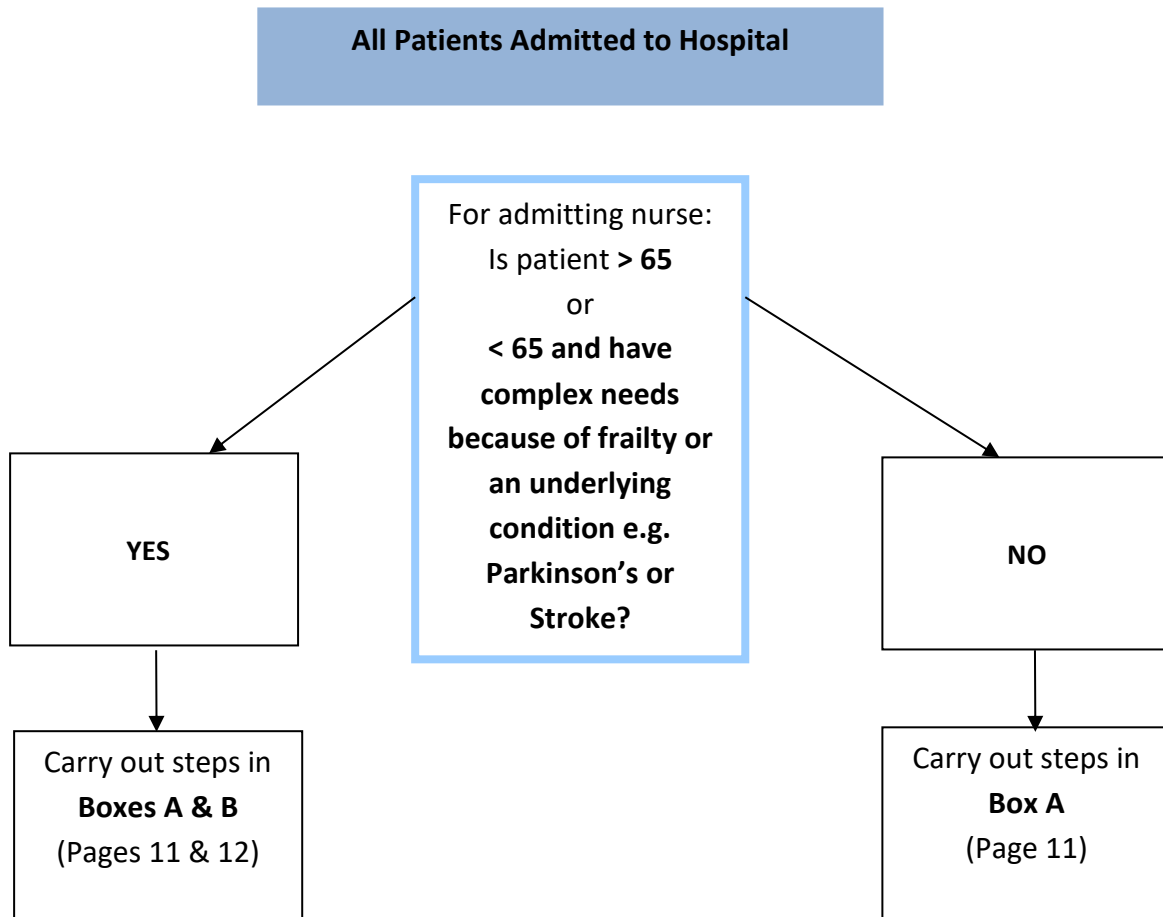 All Patients Admitted to Hospital
For admitting nurse:
Is patient > 65
or
< 65 and have
complex needs
because of frailty or
an underlying
condition e.g.
Parkinson’s or
Stroke?
YES
NO
Carry out steps in
Boxes A & B
(Pages 11 & 12)
Carry out steps in
Box A
(Page 11)